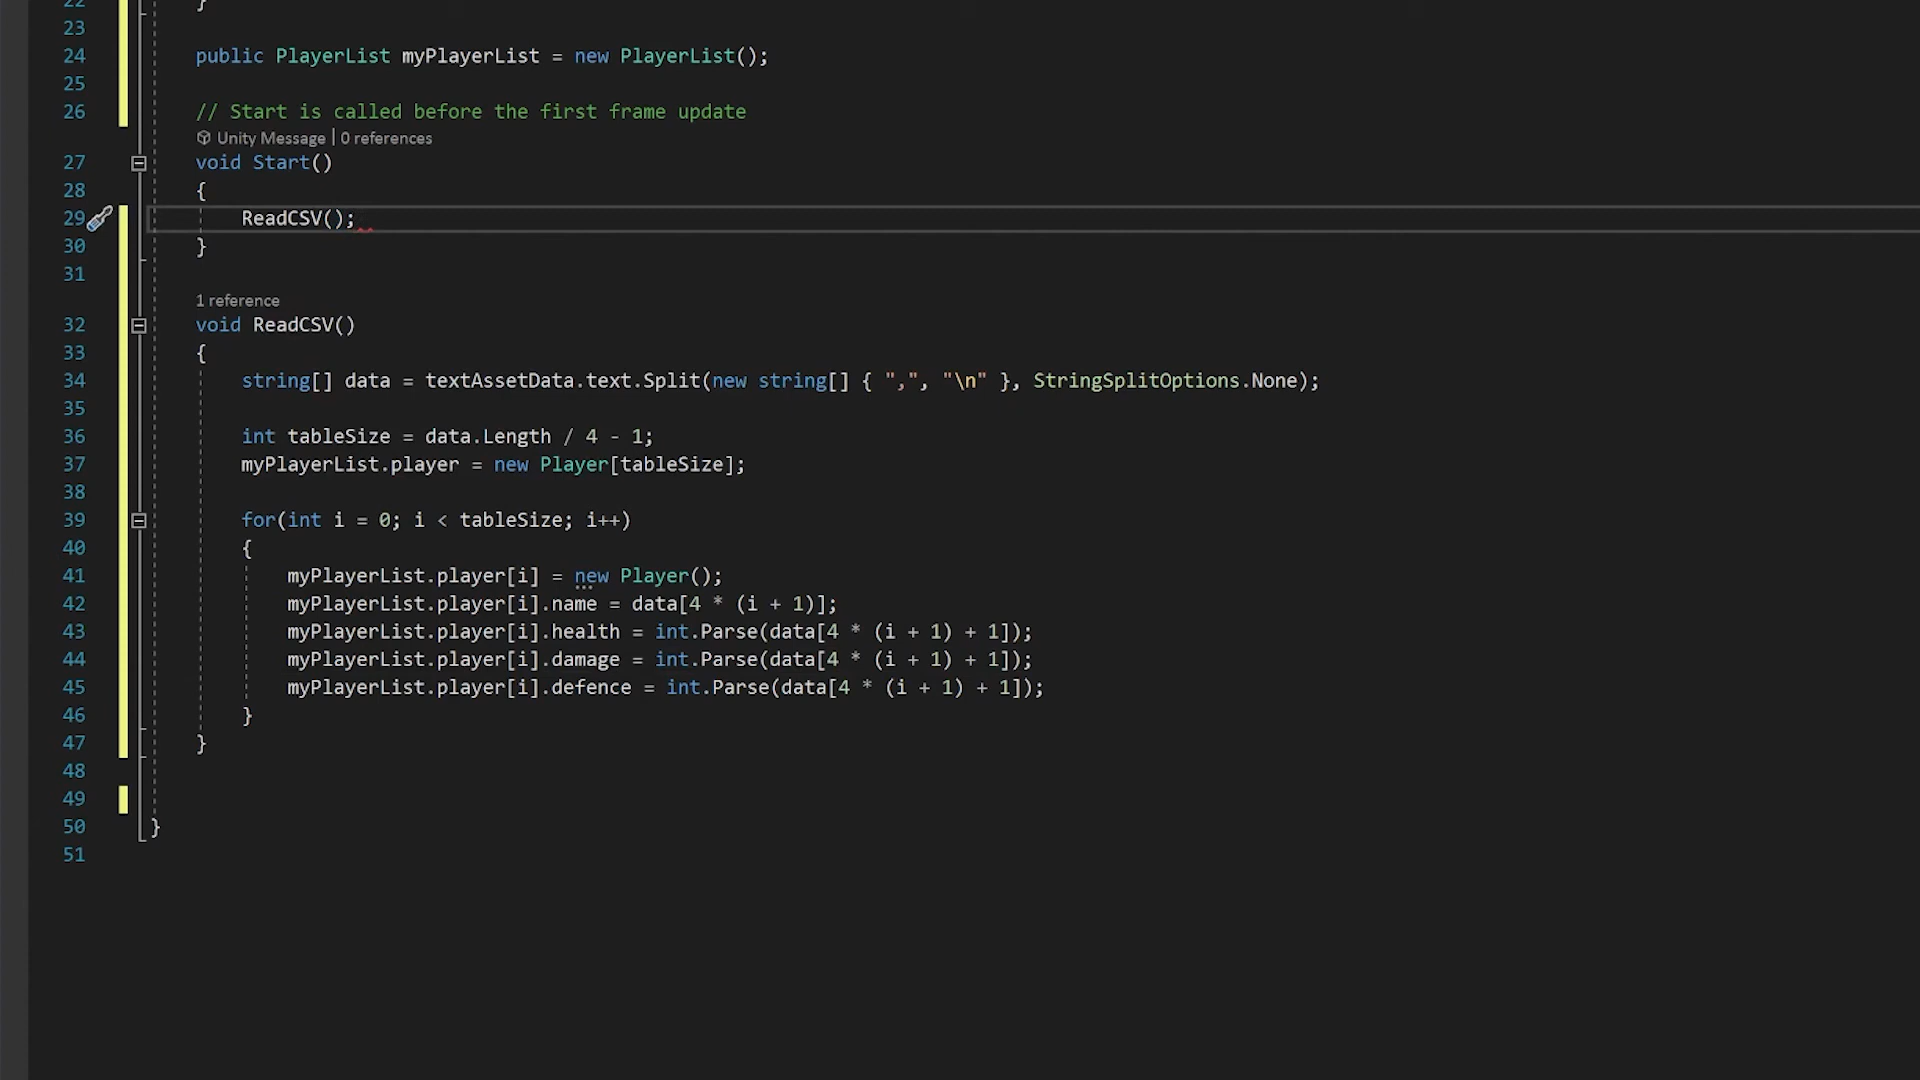 22 }
23
24 public PlayerList myPlayerList = new PlayerList();
25
26 // Start is called before the first frame update
Unity Message | 0 references
27 void Start()
28 {
29 ReadCSV();
30 }
31
1 reference
32 void ReadCSV()
33 {
34 string[] data = textAssetData.text.Split(new string[] { ",", "\n" }, StringSplitOptions.None);
35
36 int tableSize = data.Length / 4 - 1;
37 myPlayerList.player = new Player[tableSize];
38
39 for(int i = 0; i < tableSize; i++)
40 {
41 myPlayerList.player[i] = new Player();
42 myPlayerList.player[i].name = data[4 * (i + 1)];
43 myPlayerList.player[i].health = int.Parse(data[4 * (i + 1) + 1]);
44 myPlayerList.player[i].damage = int.Parse(data[4 * (i + 1) + 1]);
45 myPlayerList.player[i].defence = int.Parse(data[4 * (i + 1) + 1]);
46 }
47 }
48
49
50 }
51